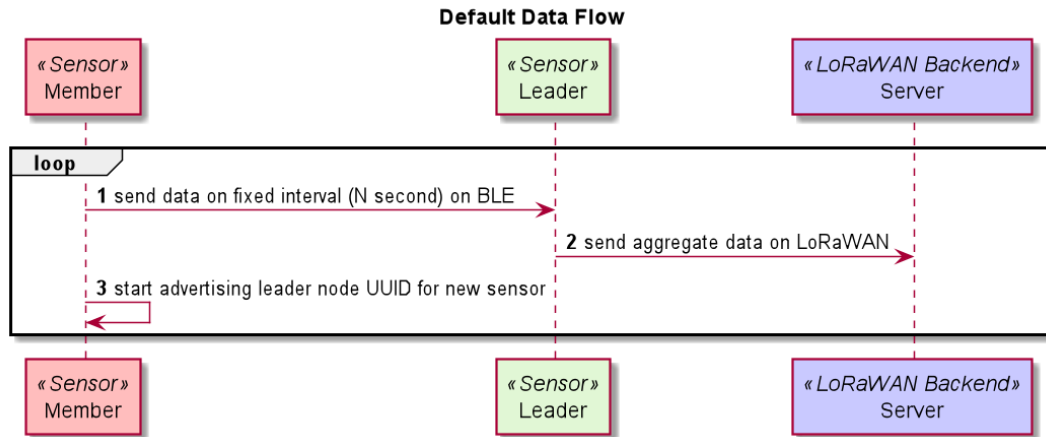 Default Data Flow
«Sensor»
Member
«Sensor»
Leader
«LoRaWAN Backend»
Server
loop
1 send data on fixed interval (N second) on BLE
2 send aggregate data on LoRaWAN
3 start advertising leader node UUID for new sensor
«Sensor»
Member
«Sensor»
Leader
«LoRaWAN Backend»
Server